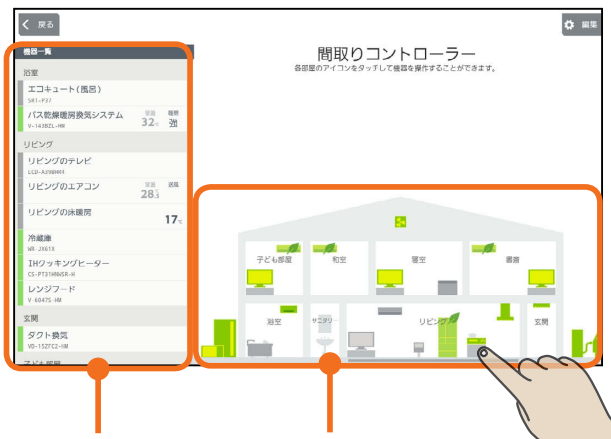 戻る
編集
機器一覧
間取りコントローラー
各部屋のアイコンをタッチして機器を操作することができます。
浴室
エコキュート(風呂)
SRT-P37
バス乾燥暖房換気システム
V-143BZL-HM
室温
32℃
暖房
強
リビング
リビングのテレビ
リビングのエアコン
室温
送風
リビングの床暖房
17℃
冷蔵庫
MR-JX61X
IHクッキングヒーター
CS-PT31HNWSR-H
レンジフード
V-6047S-HM
玄関
ダクト換気
VD-15ZFC2-HM
子ども部屋
子ども部屋
和室
寝室
書斎
浴室
サニタリー
リビング
玄関